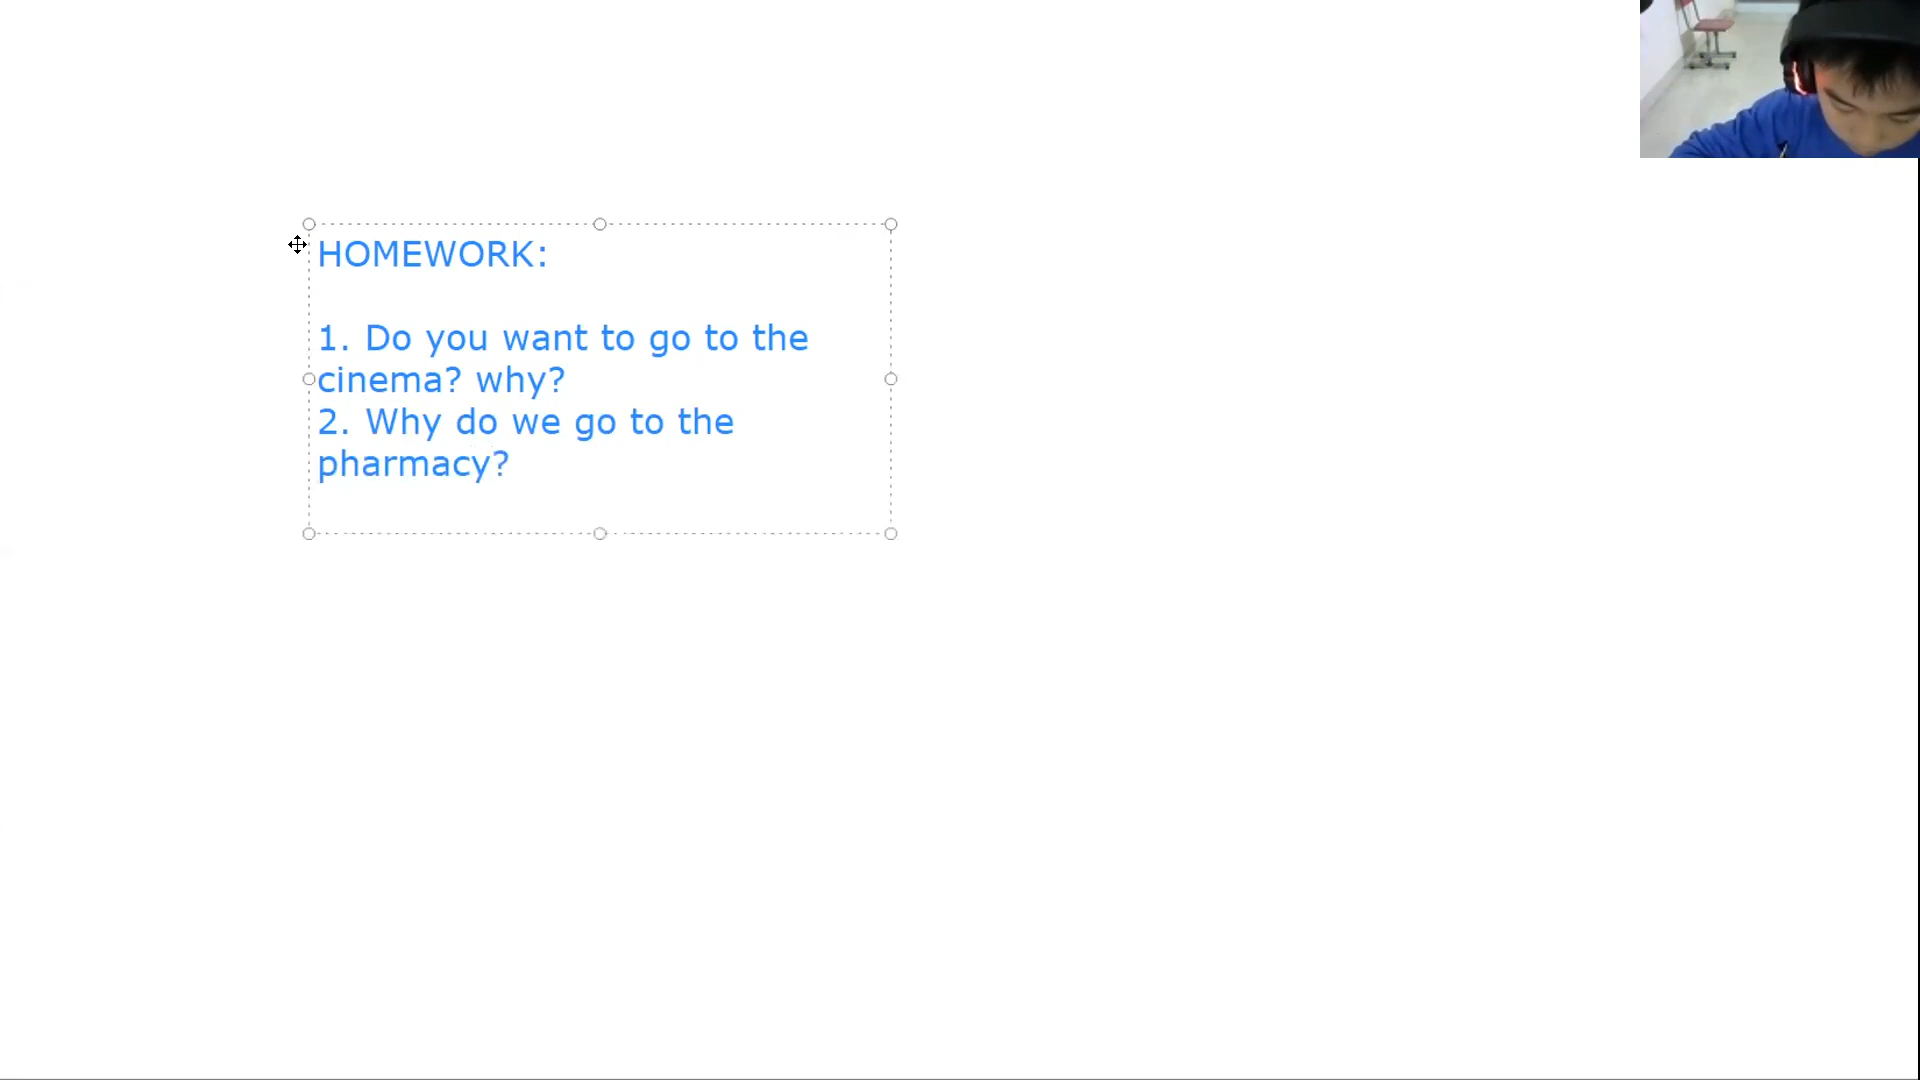 HOMEWORK:
1. Do you want to go to the
cinema? why?
2. Why do we go to the
pharmacy?